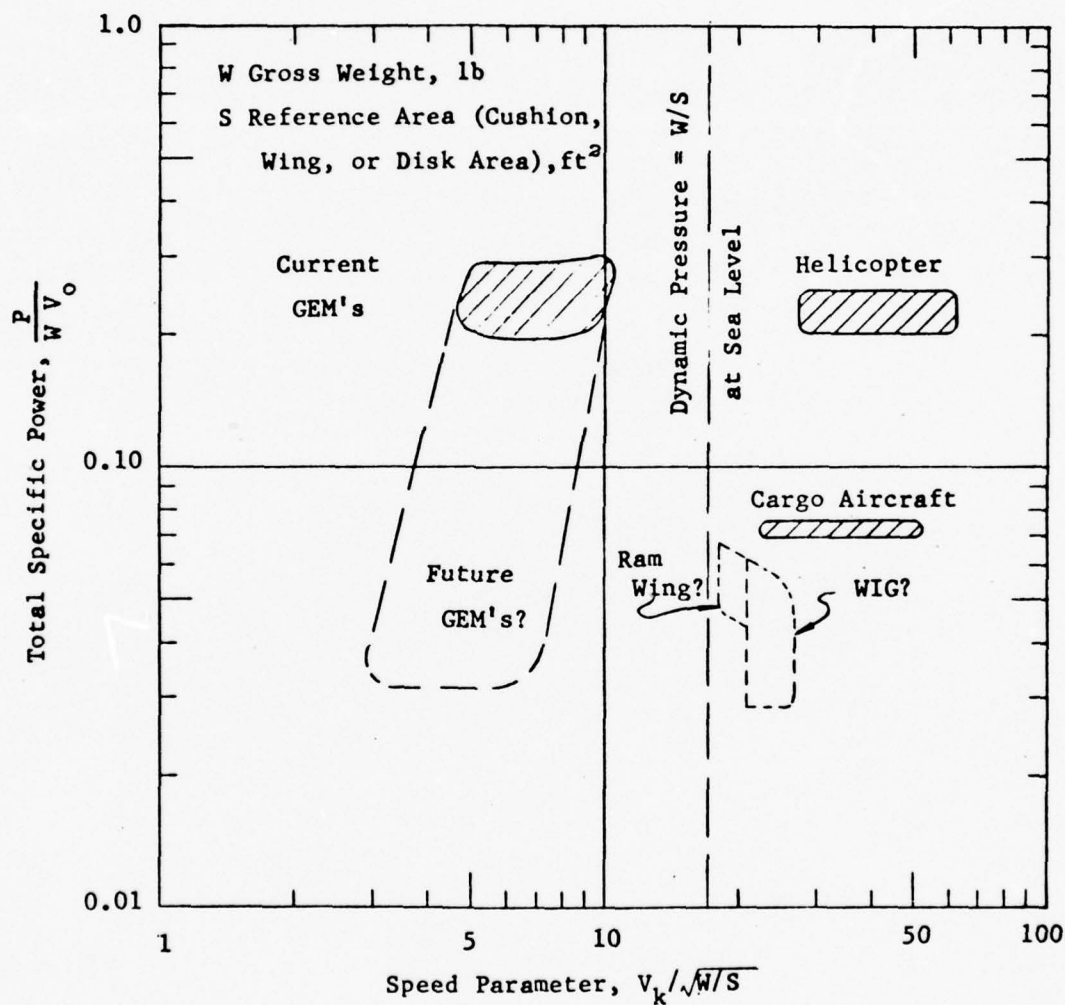 1.0
W Gross Weight, lb
S Reference Area (Cushion,
Wing, or Disk Area),ft²
Dynamic Pressure = W/S
at Sea Level
Current
GEM's
Helicopter
Total Specific Power, P / W V₀
0.10
Cargo Aircraft
Ram
Wing?
WIG?
Future
GEM's?
0.01
1 5 10 50 100
Speed Parameter, Vₖ/√W/S